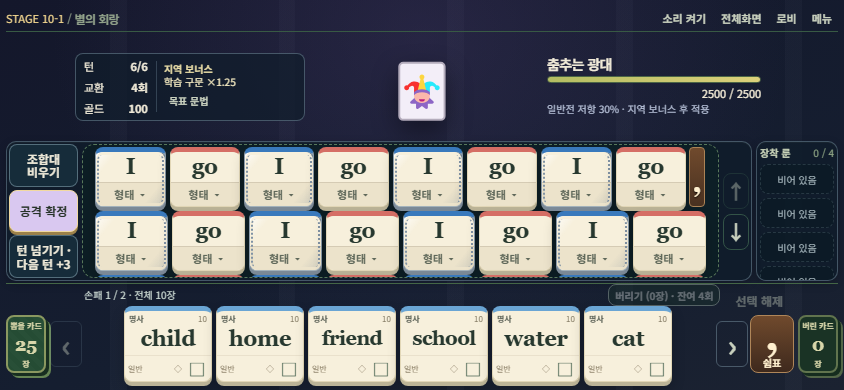 STAGE 10-1 / 별의 회랑
소리 켜기 전체화면 로비 메뉴
턴 6/6
교환 4회
골드 100
지역 보너스
학습 구문 ×1.25
목표 문법
춤추는 광대
2500 / 2500
일반전 저항 30% · 지역 보너스 후 적용
조합대
비우기
공격 확정
턴 넘기기 ·
다음 턴 +3
I go I go I go I go ,
형태 형태 형태 형태 형태 형태 형태 형태
I go I go I go I go
형태 형태 형태 형태 형태 형태 형태 형태
↑
↓
장착 룬 0 / 4
비어 있음
비어 있음
비어 있음
손패 1 / 2 · 전체 10장
버리기 (0장) · 잔여 4회
선택 해제
뽑을 카드
25
장
‹
명사 10
child
일반
명사 10
home
일반
명사 10
friend
일반
명사 10
school
일반
명사 10
water
일반
명사 10
cat
일반
›
,
쉼표
버린 카드
0
장